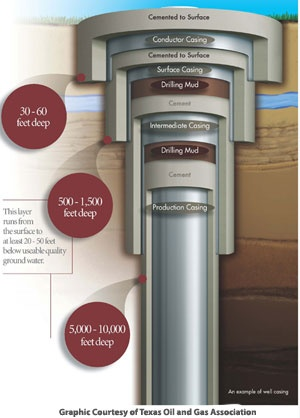 Cemented to Surface
Conductor Casing
Cemented to Surface
Surface Casing
Drilling Mud
Cement
Intermediate Casing
Drilling Mud
Cement
Production Casing
30 - 60
feet deep
500 - 1,500
feet deep
This layer
runs from
the surface to
at least 20 - 50 feet
below useable quality
ground water.
5,000 - 10,000
feet deep
An example of well casing
Graphic Courtesy of Texas Oil and Gas Association